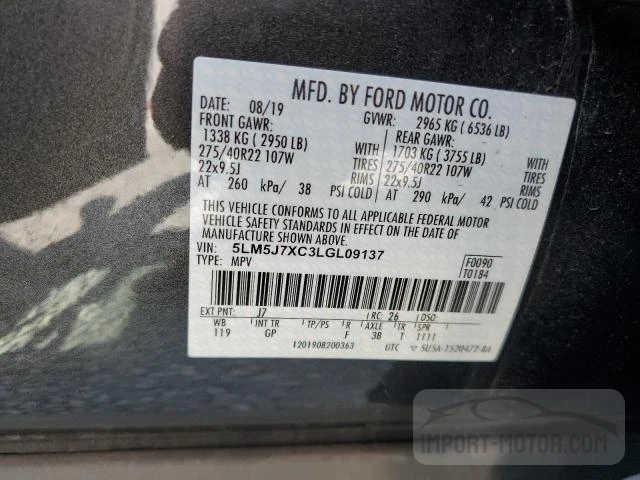 MFD. BY FORD MOTOR CO.
DATE: 08/19 GVWR: 2965 KG ( 6536 LB)
FRONT GAWR: REAR GAWR:
1338 KG ( 2950 LB) WITH 1703 KG ( 3755 LB) WITH
275/40R22 107W TIRES 275/40R22 107W TIRES
22x9.5J RIMS 22x9.5J RIMS
AT 260 kPa/ 38 PSI COLD AT 290 kPa/ 42 PSI COLD
THIS VEHICLE CONFORMS TO ALL APPLICABLE FEDERAL MOTOR
VEHICLE SAFETY STANDARDS IN EFFECT ON THE DATE OF
MANUFACTURE SHOWN ABOVE.
VIN: 5LM5J7XC3LGL09137 F0090
TYPE: MPV T0184
EXT PNT: J7 RC: 26 DSO:
WB INT TR TP/PS R AXLE TR SPR
119 GP F 3B T 1111
I201908200363 UTC 5U5A-1520472-BA
IMPORT-MOTOR.COM